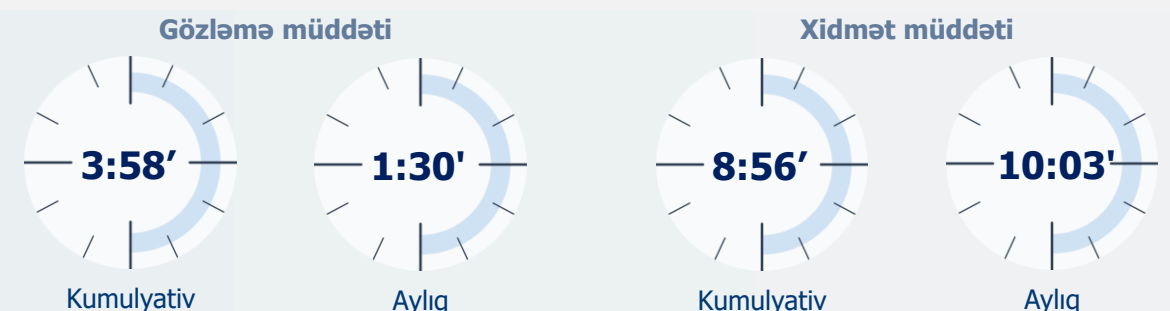 Gözləmə müddəti
Xidmət müddəti
3:58’
1:30'
8:56’
10:03'
Kumulyativ
Aylıq
Kumulyativ
Aylıq